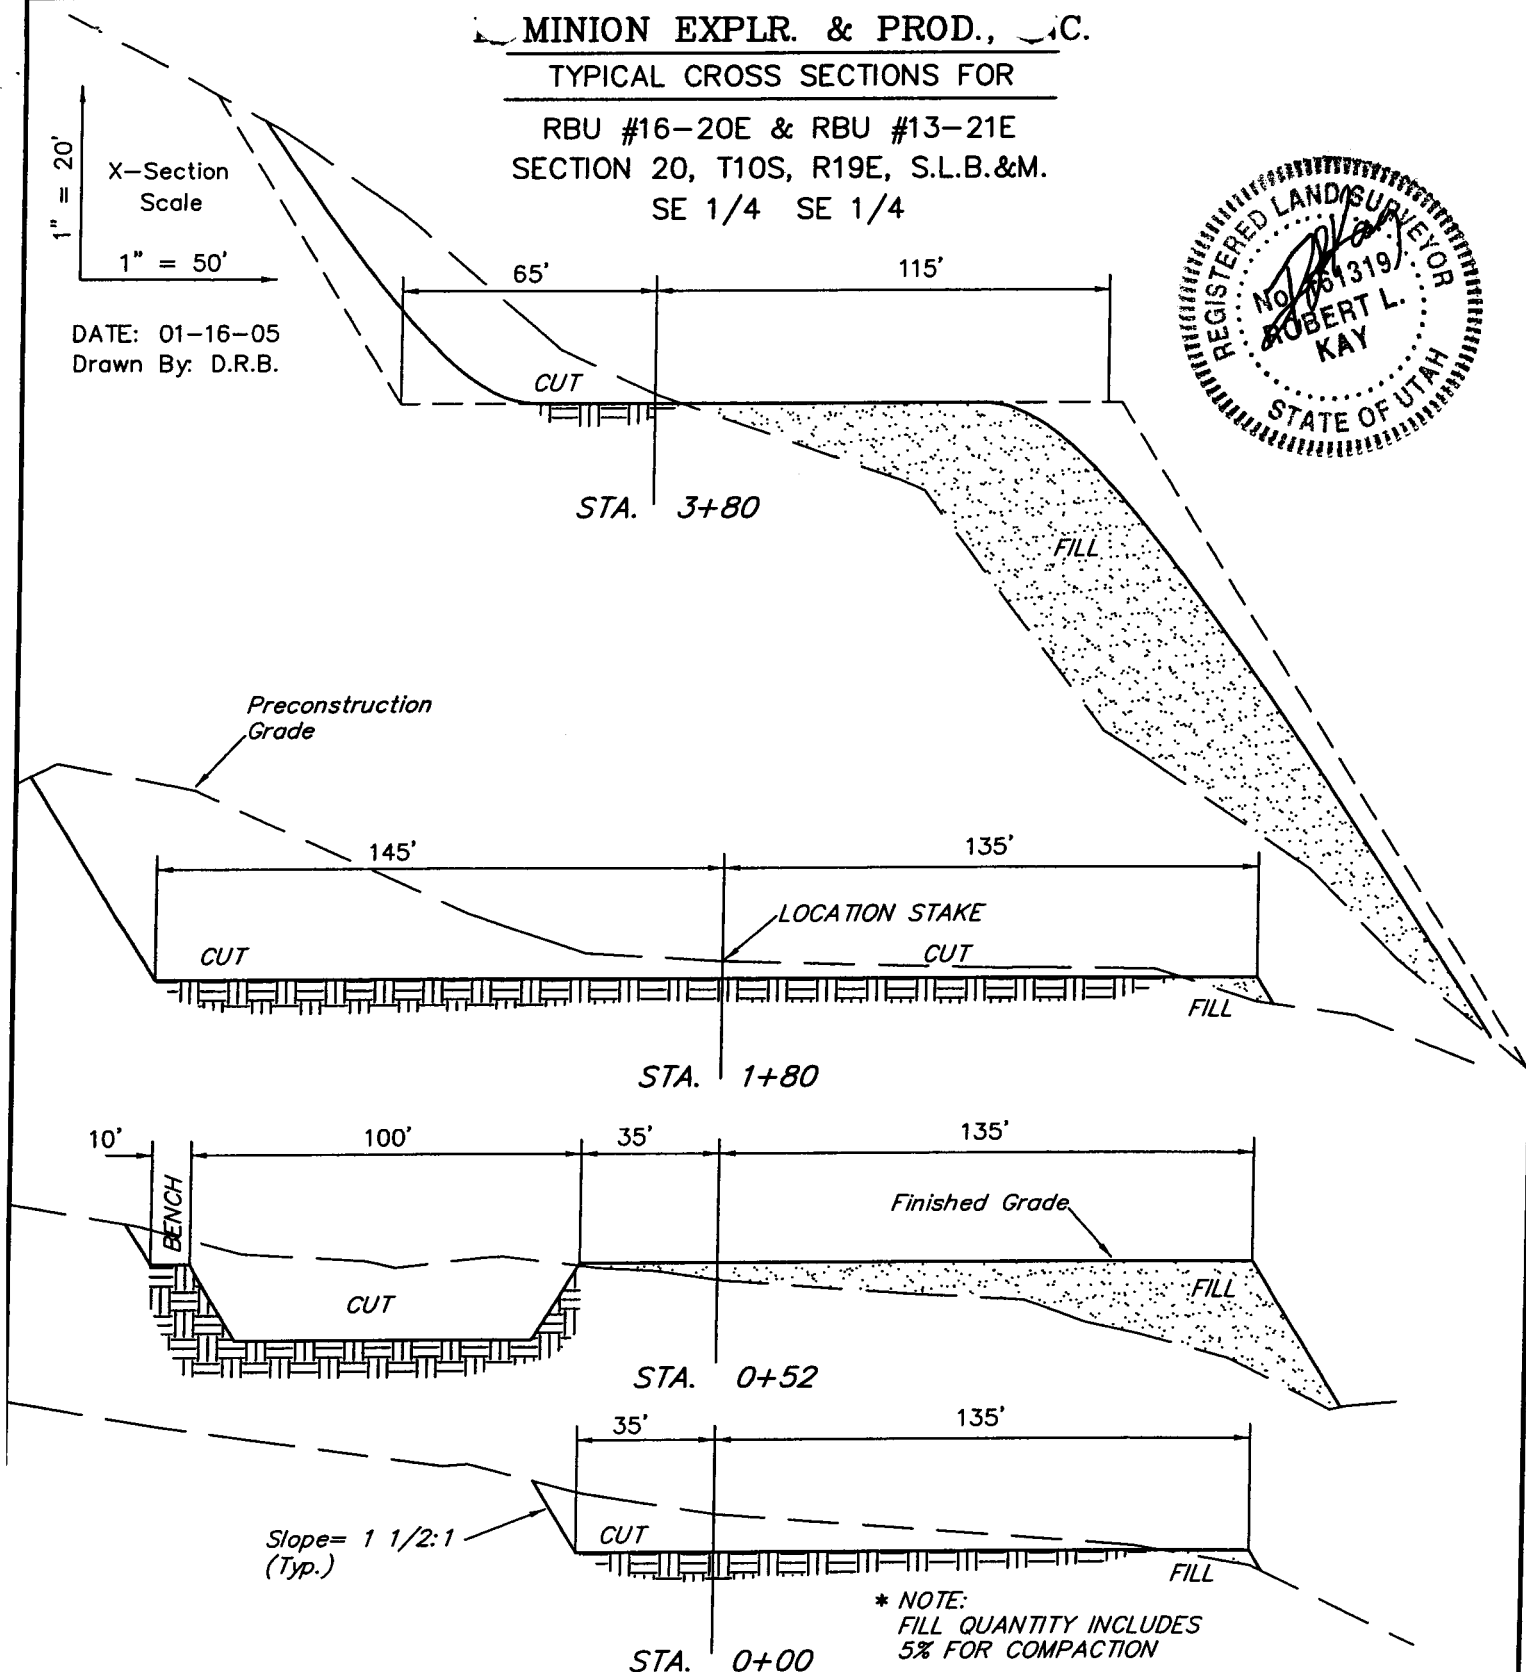 MINION EXPLR. & PROD., C.
TYPICAL CROSS SECTIONS FOR
RBU #16-20E & RBU #13-21E
SECTION 20, T10S, R19E, S.L.B.&M.
SE 1/4 SE 1/4
1" = 20'
X-Section
Scale
1" = 50'
DATE: 01-16-05
Drawn By: D.R.B.
REGISTERED LAND SURVEYOR
No. 161319
ROBERT L.
KAY
STATE OF UTAH
65'
115'
CUT
STA. 3+80
FILL
Preconstruction
Grade
145'
135'
LOCATION STAKE
CUT
CUT
FILL
STA. 1+80
10'
100'
35'
135'
BENCH
Finished Grade
CUT
FILL
STA. 0+52
35'
135'
Slope= 1 1/2:1
(Typ.)
CUT
FILL
* NOTE:
FILL QUANTITY INCLUDES
5% FOR COMPACTION
STA. 0+00